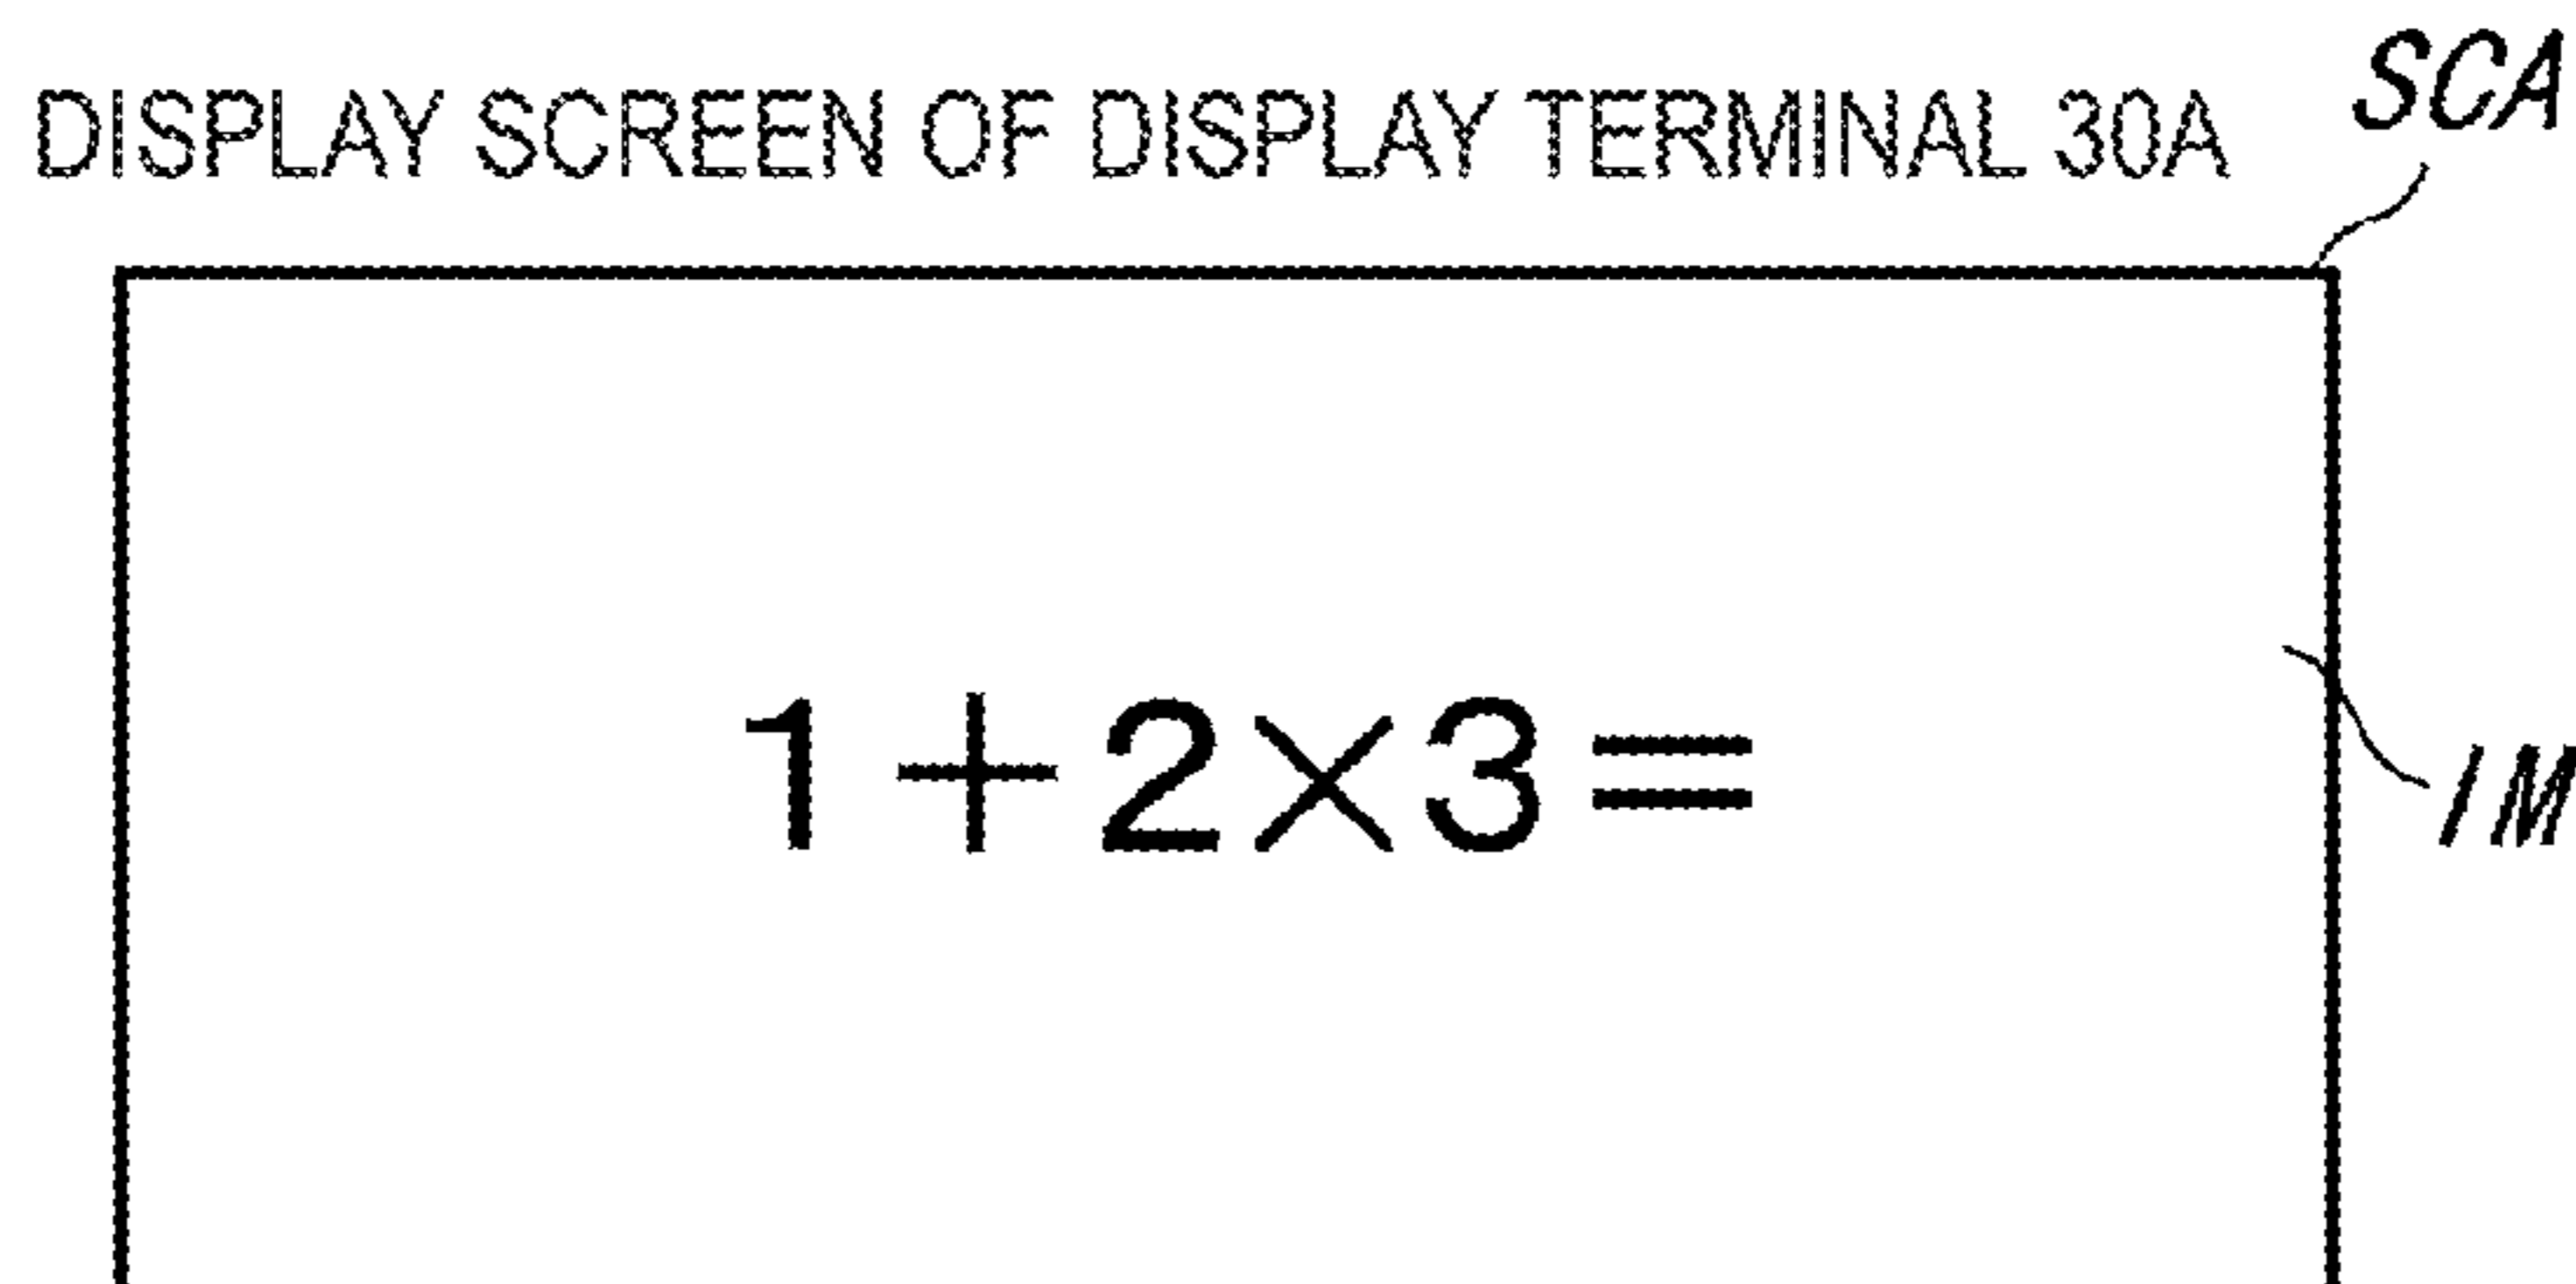 DISPLAY SCREEN OF DISPLAY TERMINAL 30A
SCA
1+2×3=
IM